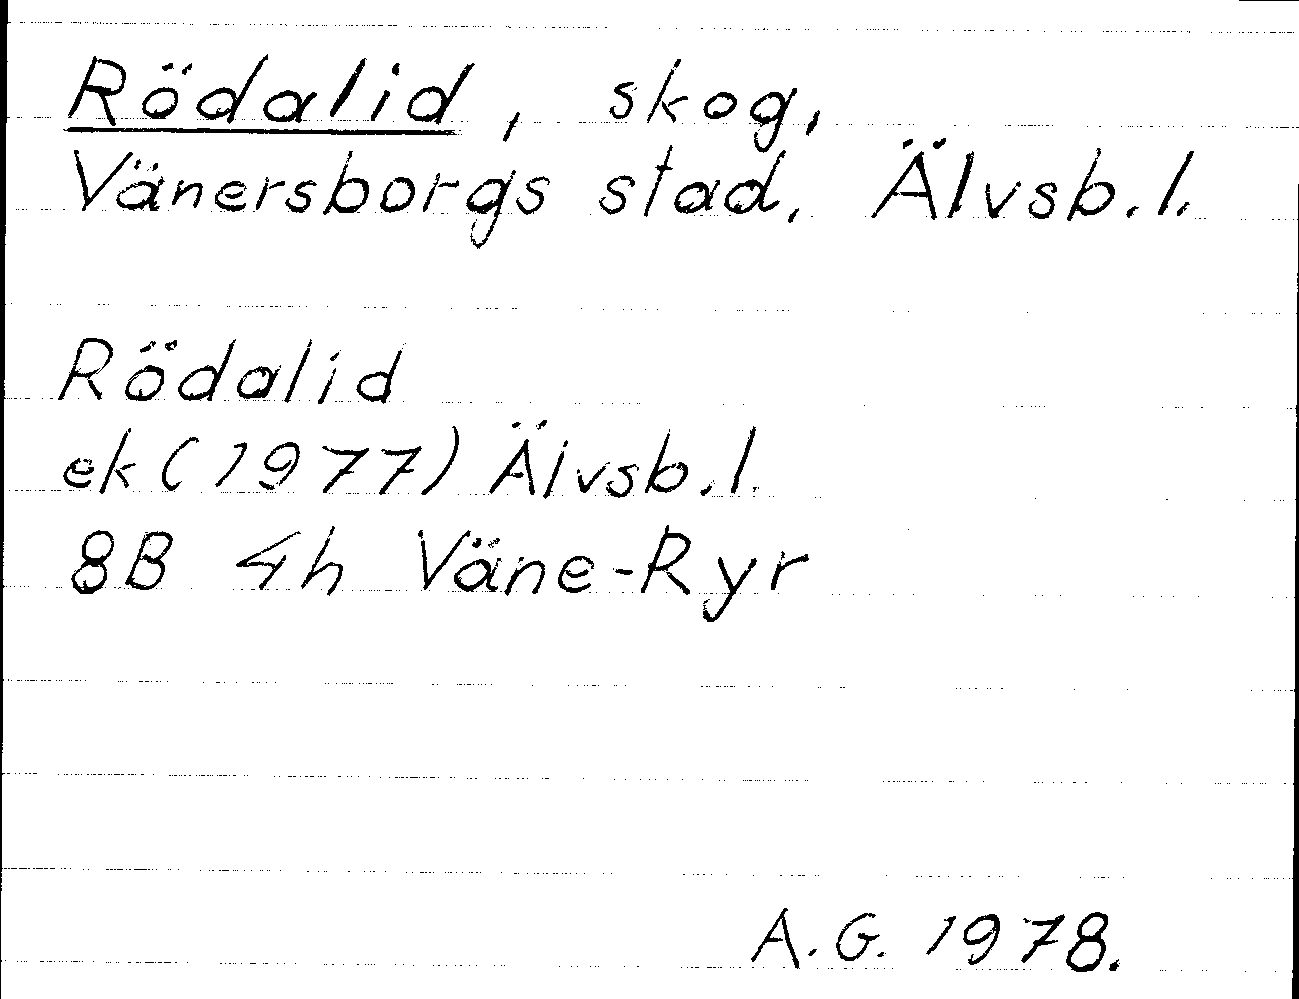 Rödalid, skog,
Vänersborgs stad, Älvsb.l.
Rödalid
ek (1977) Älvsb.l.
8B 4h Väne-Ryr
A.G. 1978.